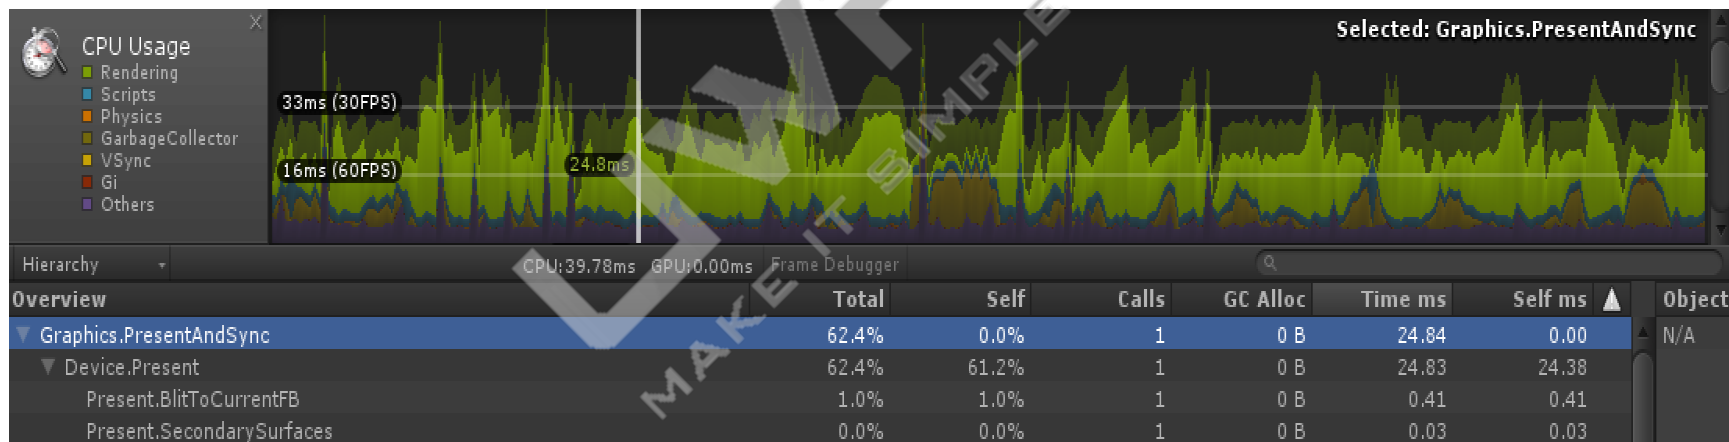 Selected: Graphics.PresentAndSync
CPU Usage
Rendering
Scripts
Physics
GarbageCollector
VSync
Gi
Others
33ms (30FPS)
24.8ms
16ms (60FPS)
UWA
MAKE IT SIMPLE
Hierarchy CPU:39.78ms GPU:0.00ms Frame Debugger
Overview Total Self Calls GC Alloc Time ms Self ms Object
Graphics.PresentAndSync 62.4% 0.0% 1 0 B 24.84 0.00 N/A
Device.Present 62.4% 61.2% 1 0 B 24.83 24.38
Present.BlitToCurrentFB 1.0% 1.0% 1 0 B 0.41 0.41
Present.SecondarySurfaces 0.0% 0.0% 1 0 B 0.03 0.03